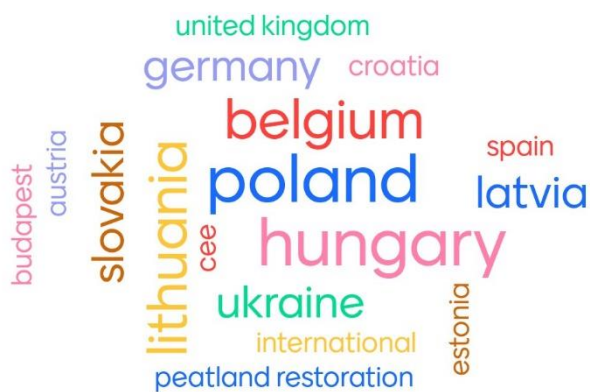 united kingdom
germany
croatia
belgium
spain
poland
latvia
hungary
budapest
austria
slovakia
lithuania
cee
ukraine
estonia
international
peatland restoration